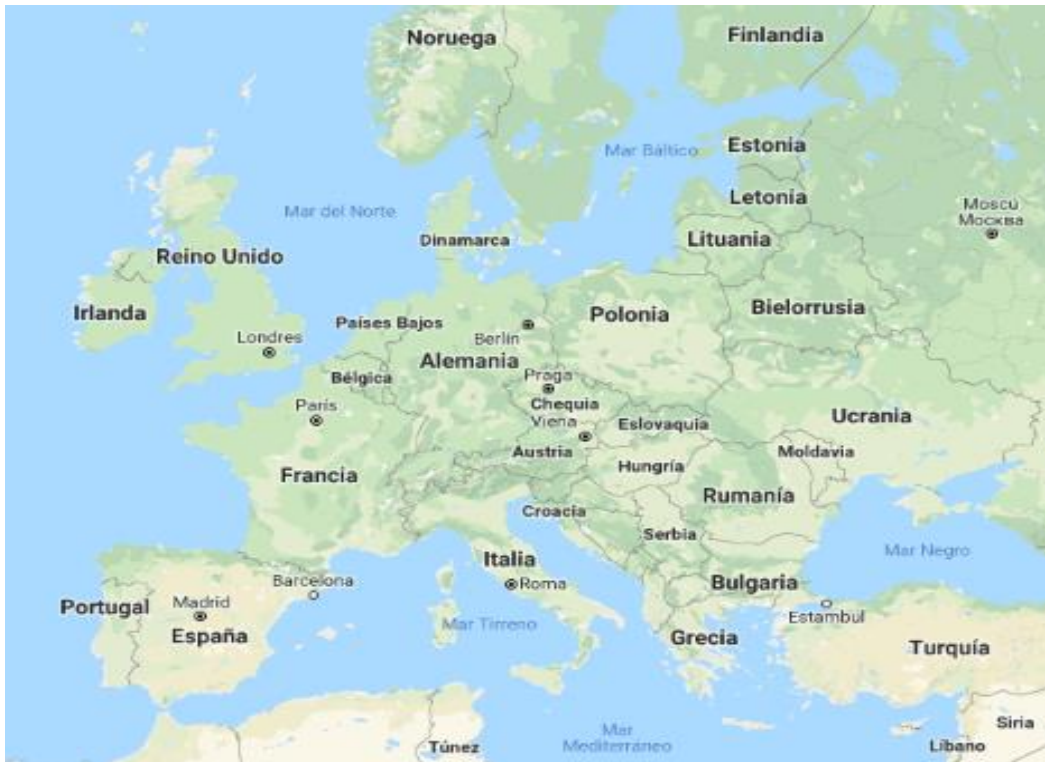 Noruega
Finlandia
Estonia
Mar Báltico
Letonia
Moscú
Москва
Mar del Norte
Dinamarca
Lituania
Reino Unido
Irlanda
Bielorrusia
Polonia
Países Bajos
Londres
Berlín
Alemania
Bélgica
Praga
Chequia
París
Viena
Eslovaquia
Ucrania
Austria
Moldavia
Hungría
Francia
Rumanía
Croacia
Serbia
Mar Negro
Italia
Barcelona
Roma
Bulgaria
Portugal
Madrid
España
Estambul
Mar Tirreno
Grecia
Turquía
Siria
Túnez
Mar
Mediterráneo
Líbano